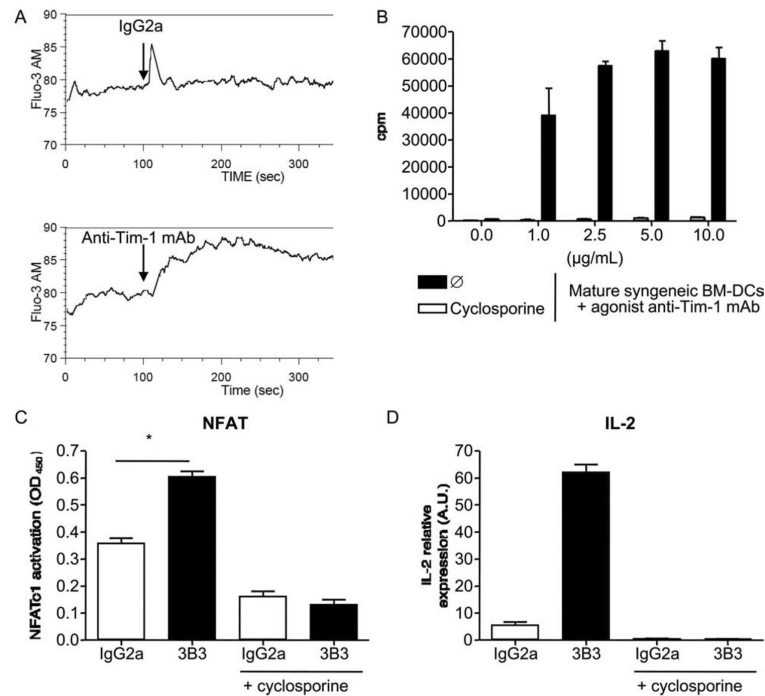 A
IgG2a
Fluo-3 AM
90
85
80
75
70
0
100
200
300
TIME (sec)
Anti-Tim-1 mAb
Fluo-3 AM
90
80
70
0
100
200
300
Time (sec)
B
cpm
70000
60000
50000
40000
30000
20000
10000
0
0.0 1.0 2.5 5.0 10.0
(µg/mL)
∅
Cyclosporine
Mature syngeneic BM-DCs
+ agonist anti-Tim-1 mAb
C
NFAT
NFATc1 activation (OD450)
0.7
0.6
0.5
0.4
0.3
0.2
0.1
0.0
*
IgG2a 3B3 IgG2a 3B3
+ cyclosporine
D
IL-2
IL-2 relative
expression (A.U.)
70
60
50
40
30
20
10
0
IgG2a 3B3 IgG2a 3B3
+ cyclosporine